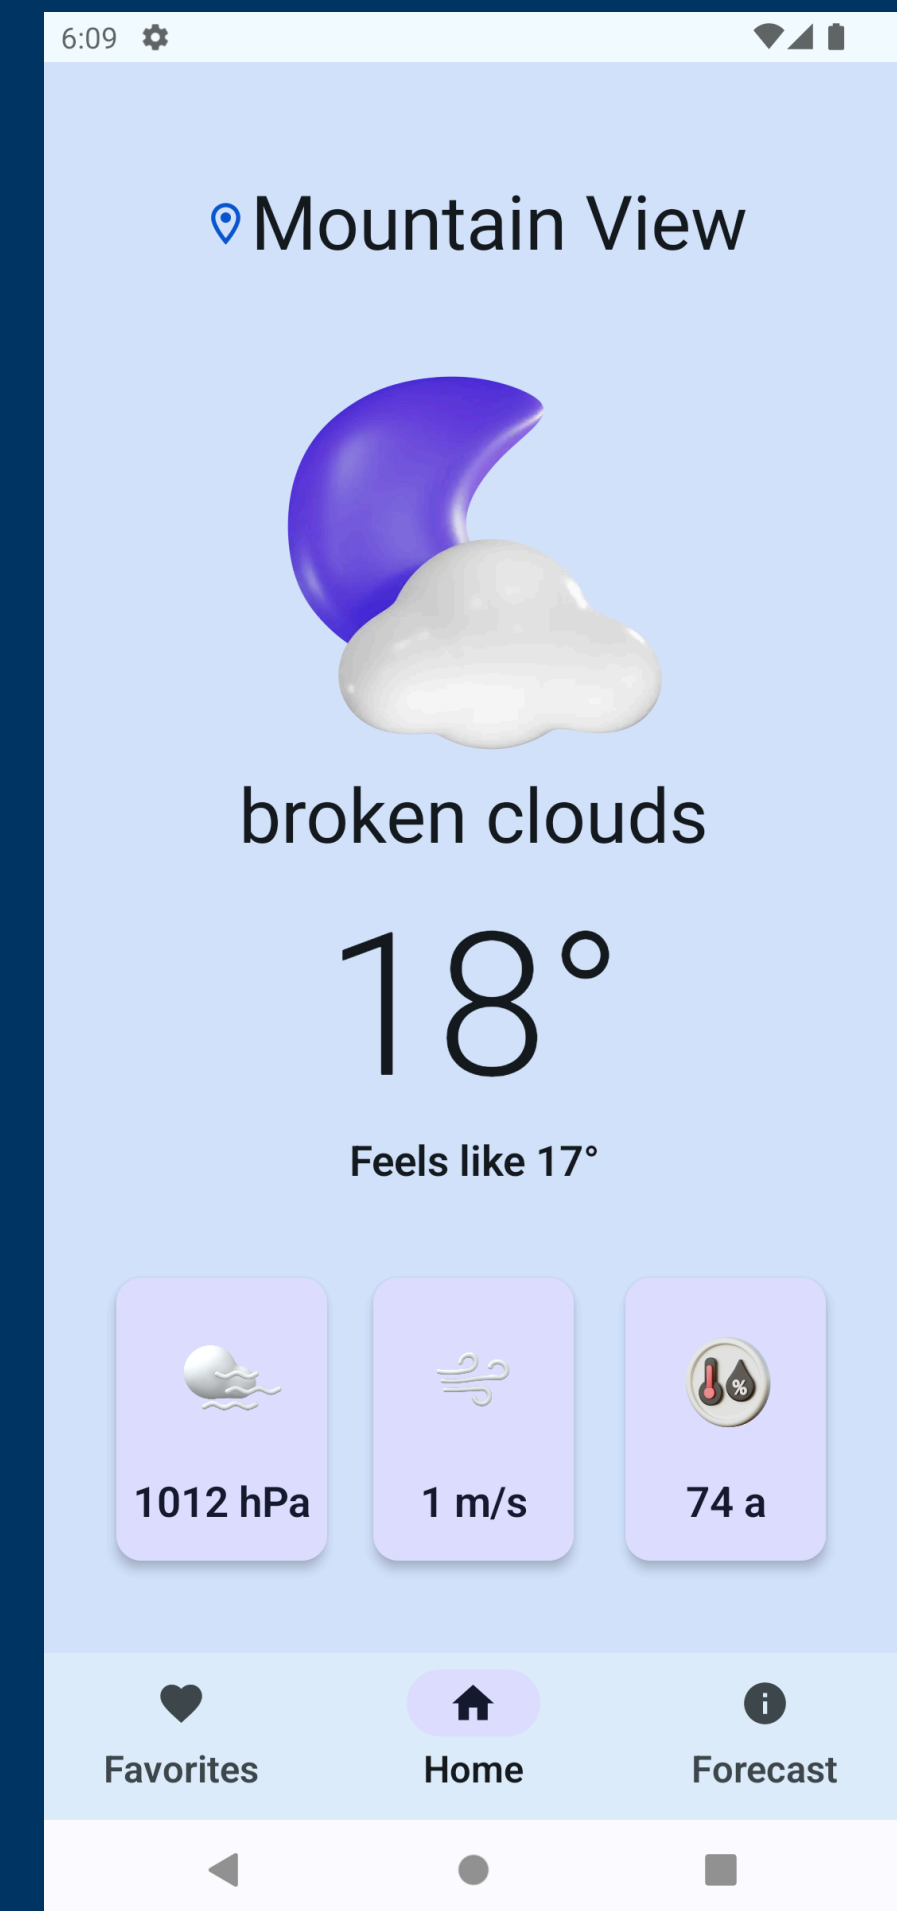 6:09
Mountain View
broken clouds
18°
Feels like 17°
%
1012 hPa
1 m/s
74 a
Favorites
Home
Forecast